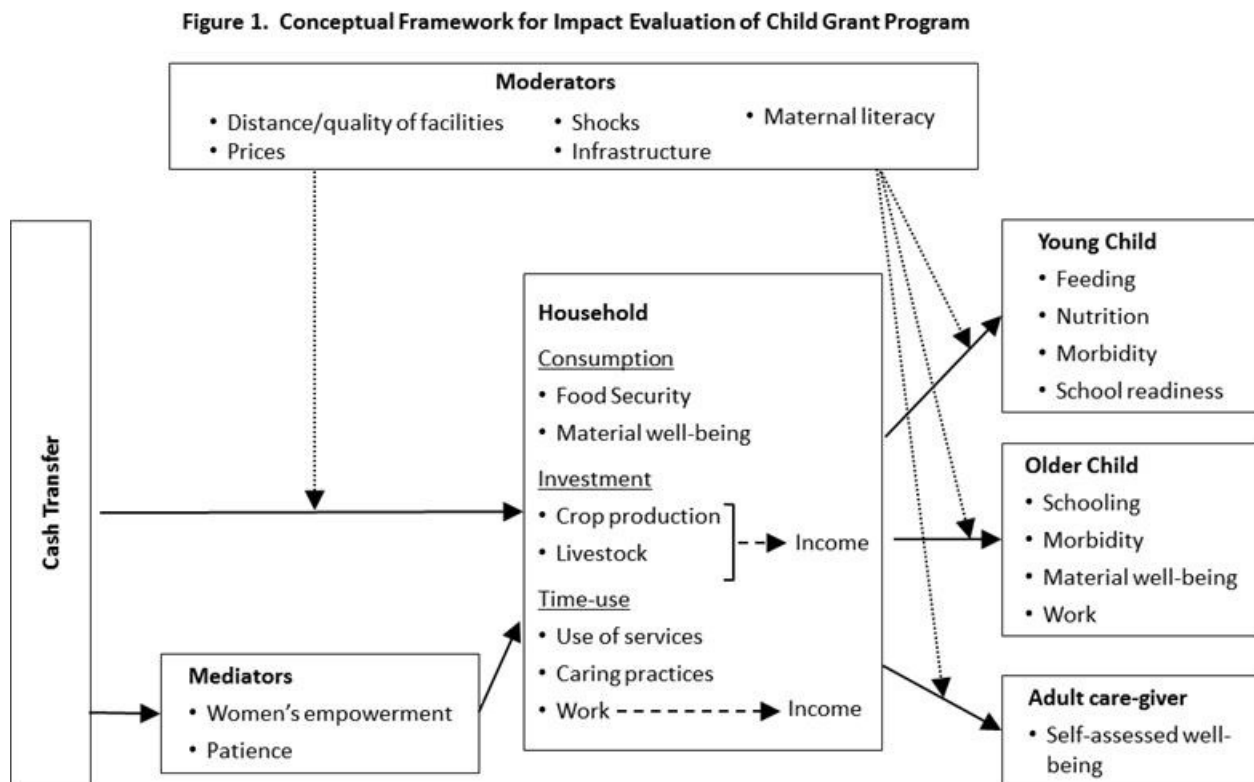 Figure 1.  Conceptual Framework for Impact Evaluation of Child Grant Program
Moderators
• Distance/quality of facilities
• Prices
• Shocks
• Infrastructure
• Maternal literacy
Cash Transfer
Mediators
• Women’s empowerment
• Patience
Household
Consumption
• Food Security
• Material well-being
Investment
• Crop production
• Livestock
Income
Time-use
• Use of services
• Caring practices
• Work
Income
Young Child
• Feeding
• Nutrition
• Morbidity
• School readiness
Older Child
• Schooling
• Morbidity
• Material well-being
• Work
Adult care-giver
• Self-assessed well-
being